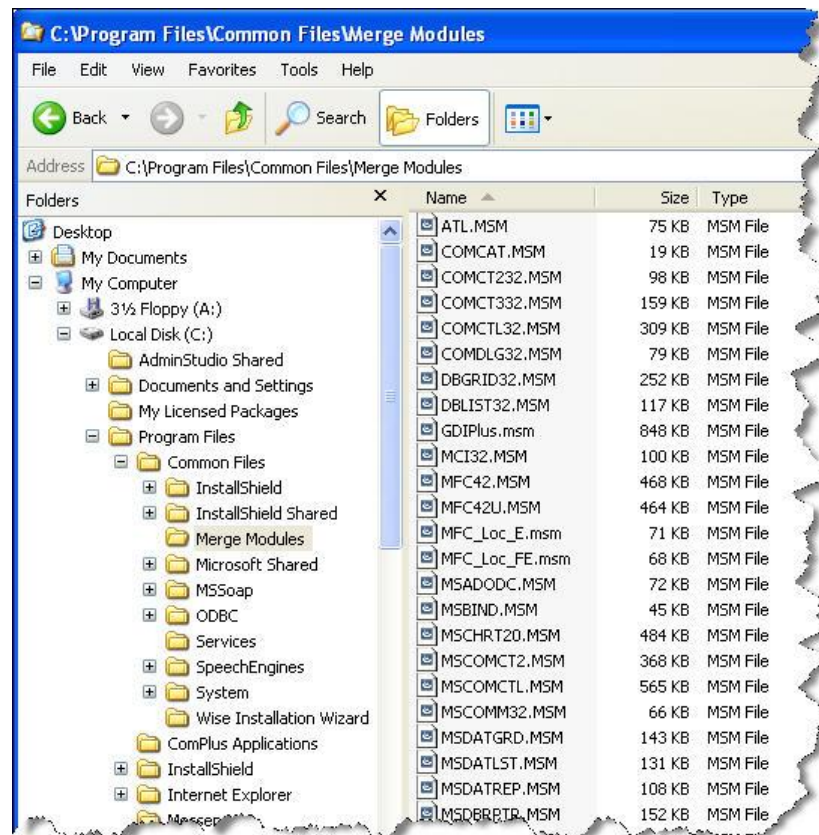 C:\Program Files\Common Files\Merge Modules
File Edit View Favorites Tools Help
Back Search Folders
Address C:\Program Files\Common Files\Merge Modules
Folders
Desktop
My Documents
My Computer
3½ Floppy (A:)
Local Disk (C:)
AdminStudio Shared
Documents and Settings
My Licensed Packages
Program Files
Common Files
InstallShield
InstallShield Shared
Merge Modules
Microsoft Shared
MSSoap
ODBC
Services
SpeechEngines
System
Wise Installation Wizard
ComPlus Applications
InstallShield
Internet Explorer
Name Size Type
ATL.MSM 75 KB MSM File
COMCAT.MSM 19 KB MSM File
COMCT232.MSM 98 KB MSM File
COMCT332.MSM 159 KB MSM File
COMCTL32.MSM 309 KB MSM File
COMDLG32.MSM 79 KB MSM File
DBGRID32.MSM 252 KB MSM File
DBLIST32.MSM 117 KB MSM File
GDIPlus.msm 848 KB MSM File
MCI32.MSM 100 KB MSM File
MFC42.MSM 468 KB MSM File
MFC42U.MSM 464 KB MSM File
MFC_Loc_E.msm 71 KB MSM File
MFC_Loc_FE.msm 68 KB MSM File
MSADODC.MSM 72 KB MSM File
MSBIND.MSM 45 KB MSM File
MSCHRT20.MSM 484 KB MSM File
MSCOMCT2.MSM 368 KB MSM File
MSCOMCTL.MSM 565 KB MSM File
MSCOMM32.MSM 66 KB MSM File
MSDATGRD.MSM 143 KB MSM File
MSDATLST.MSM 131 KB MSM File
MSDATREP.MSM 108 KB MSM File
MSDBRPTR.MSM 152 KB MSM File